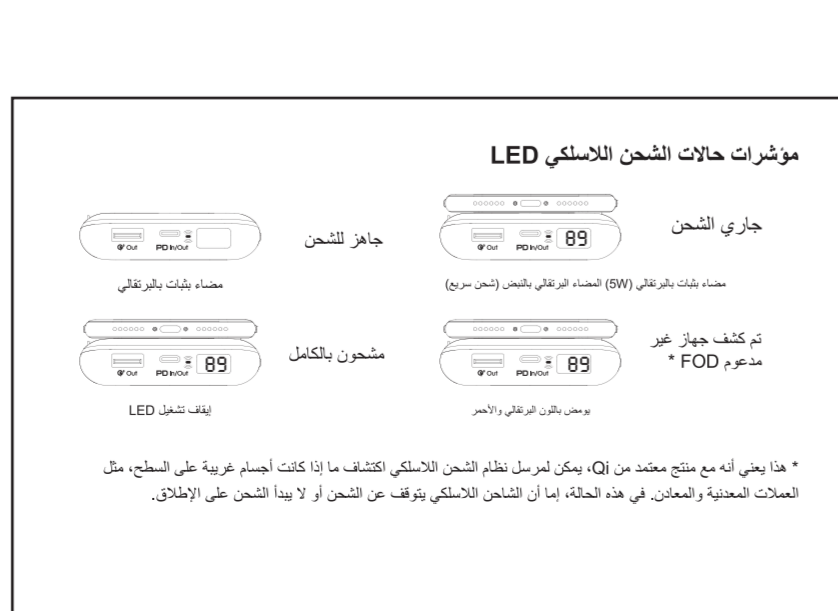 مؤشرات حالات الشحن اللاسلكي LED
جاري الشحن
89
Out
PD In/Out
مضاء بثبات بالبرتقالي (5W) المضاء البرتقالي بالنبض (شحن سريع)
جاهز للشحن
Out
PD In/Out
مضاء بثبات بالبرتقالي
تم كشف جهاز غير
مدعوم FOD *
89
Out
PD In/Out
يومض باللون البرتقالي والأحمر
مشحون بالكامل
89
Out
PD In/Out
إيقاف تشغيل LED
* هذا يعني أنه مع منتج معتمد من Qi، يمكن لمرسل نظام الشحن اللاسلكي اكتشاف ما إذا كانت أجسام غريبة على السطح، مثل
العملات المعدنية والمعادن. في هذه الحالة، إما أن الشاحن اللاسلكي يتوقف عن الشحن أو لا يبدأ الشحن على الإطلاق.